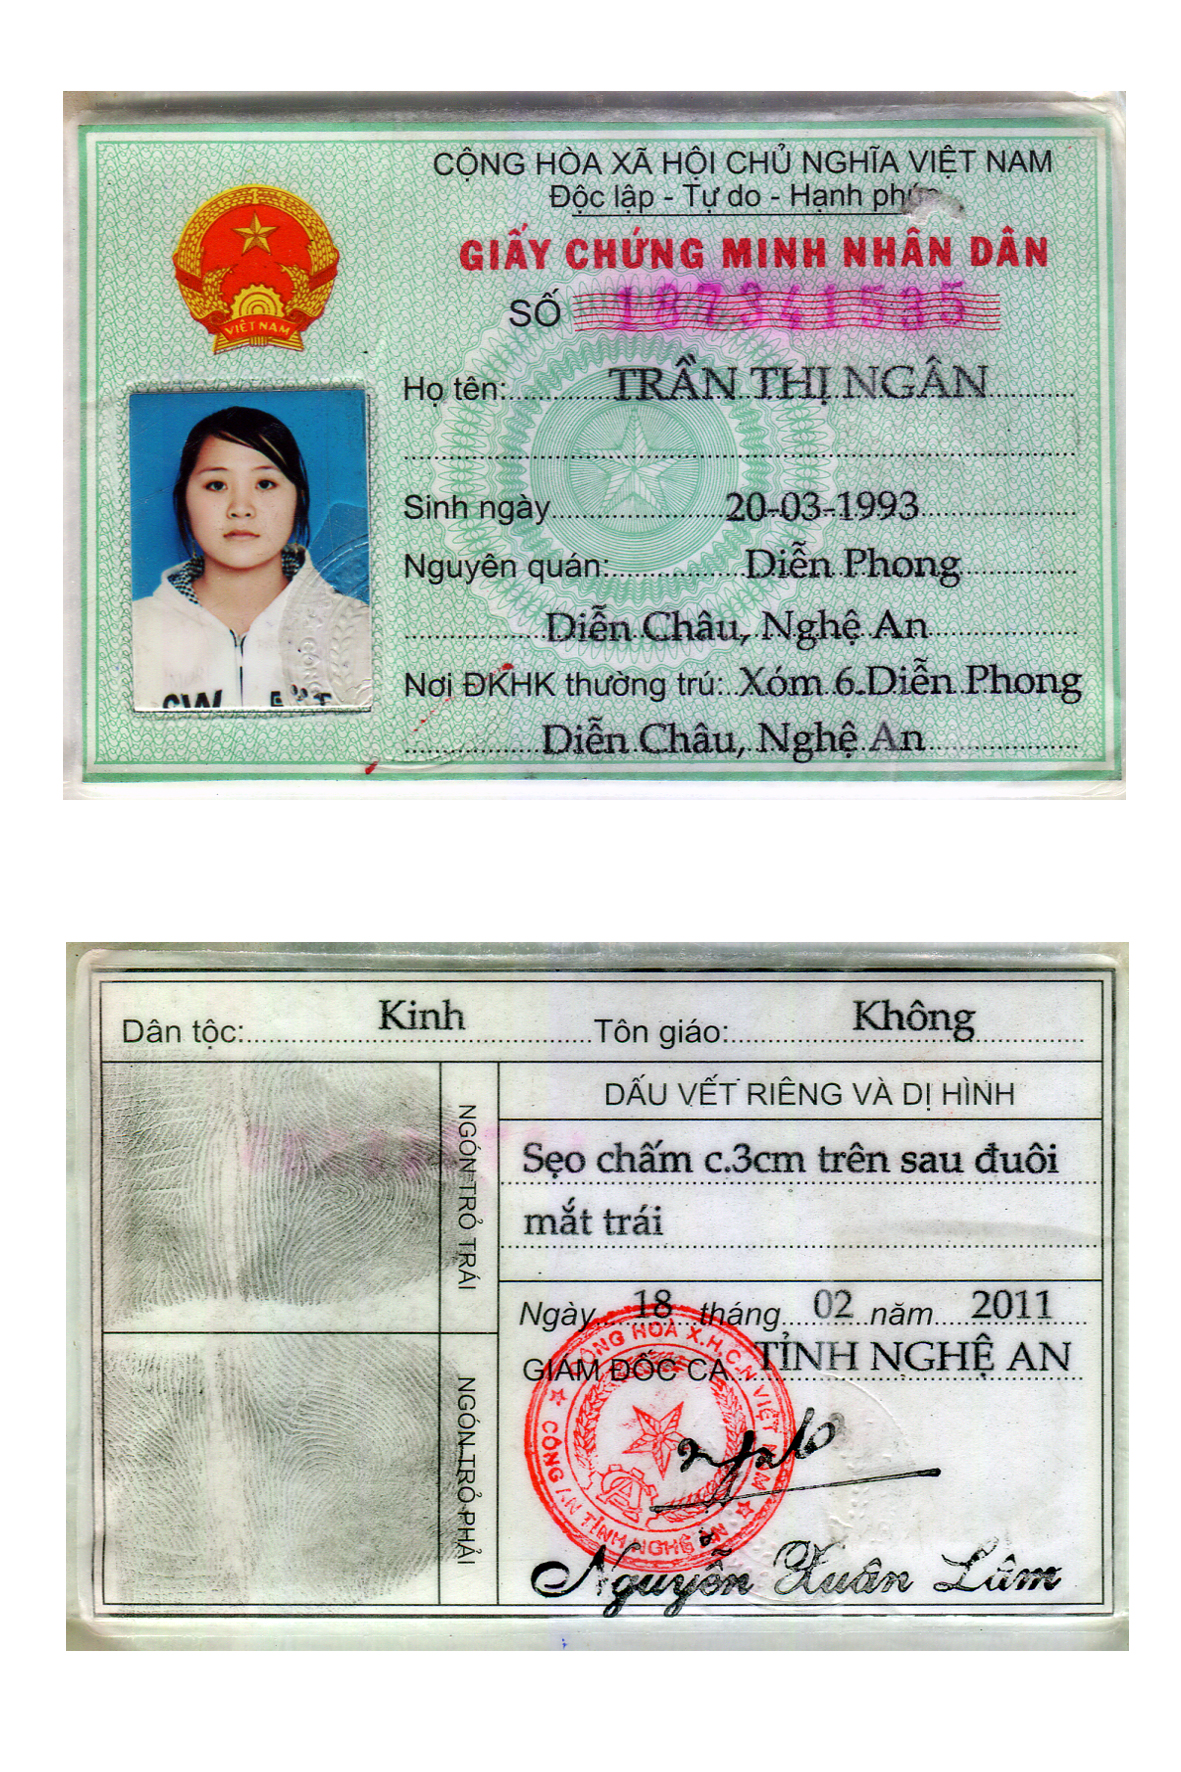 CỘNG HÒA XÃ HỘI CHỦ NGHĨA VIỆT NAM
Độc lập - Tự do - Hạnh phúc
GIẤY CHỨNG MINH NHÂN DÂN
SỐ 187341535
VIỆT NAM
Họ tên: TRẦN THỊ NGÂN
Sinh ngày 20-03-1993
Nguyên quán: Diễn Phong
Diễn Châu, Nghệ An
Nơi ĐKHK thường trú: Xóm 6.Diễn Phong
Diễn Châu, Nghệ An
Dân tộc: Kinh Tôn giáo: Không
NGÓN TRỎ TRÁI
DẤU VẾT RIÊNG VÀ DỊ HÌNH
Sẹo chấm c.3cm trên sau đuôi
mắt trái
NGÓN TRỎ PHẢI
Ngày 18 tháng 02 năm 2011
GIÁM ĐỐC CA TỈNH NGHỆ AN
CỘNG HOÀ X.H.C.N VIỆT NAM
CÔNG AN TỈNH NGHỆ AN
Nguyễn Xuân Lâm